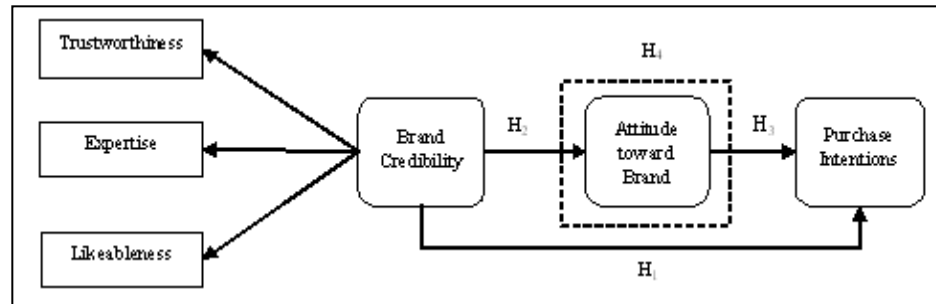 Trustworthiness
Expertise
Likeableness
Brand
Credibility
H2
H4
Attitude
toward
Brand
H3
Purchase
Intentions
H1